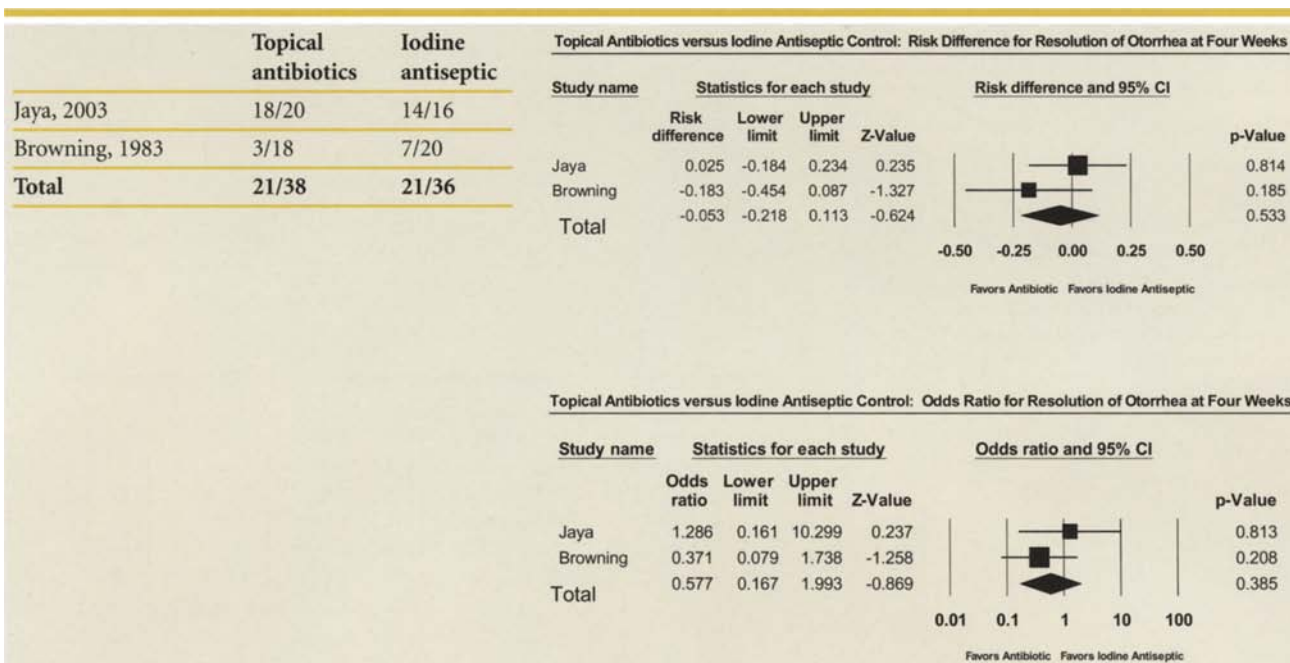 Topical antibiotics Iodine antiseptic
Jaya, 2003 18/20 14/16
Browning, 1983 3/18 7/20
Total 21/38 21/36
Topical Antibiotics versus Iodine Antiseptic Control: Risk Difference for Resolution of Otorrhea at Four Weeks
Study name Statistics for each study Risk difference and 95% CI
Risk difference Lower limit Upper limit Z-Value p-Value
Jaya 0.025 -0.184 0.234 0.235 0.814
Browning -0.183 -0.454 0.087 -1.327 0.185
Total -0.053 -0.218 0.113 -0.624 0.533
-0.50 -0.25 0.00 0.25 0.50
Favors Antibiotic Favors Iodine Antiseptic
Topical Antibiotics versus Iodine Antiseptic Control: Odds Ratio for Resolution of Otorrhea at Four Weeks
Study name Statistics for each study Odds ratio and 95% CI
Odds ratio Lower limit Upper limit Z-Value p-Value
Jaya 1.286 0.161 10.299 0.237 0.813
Browning 0.371 0.079 1.738 -1.258 0.208
Total 0.577 0.167 1.993 -0.869 0.385
0.01 0.1 1 10 100
Favors Antibiotic Favors Iodine Antiseptic